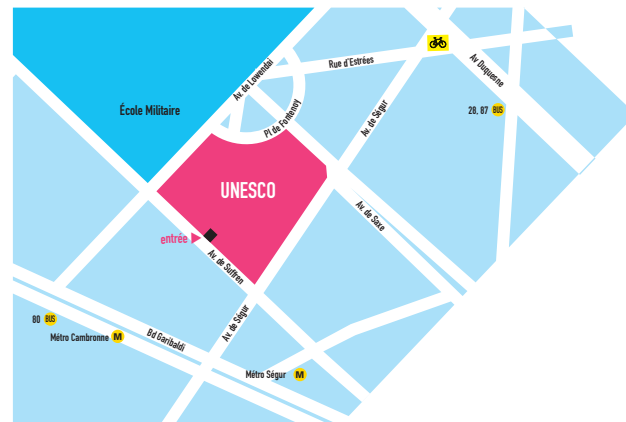 Av. de Lowendal
Rue d'Estrées
Av Duquesne
École Militaire
Pl de Fontenoy
Av. de Ségur
28, 87 BUS
UNESCO
Av. de Saxe
entrée
Av. de Suffren
80 BUS
Bd Garibaldi
Av. de Ségur
Métro Cambronne M
Métro Ségur M